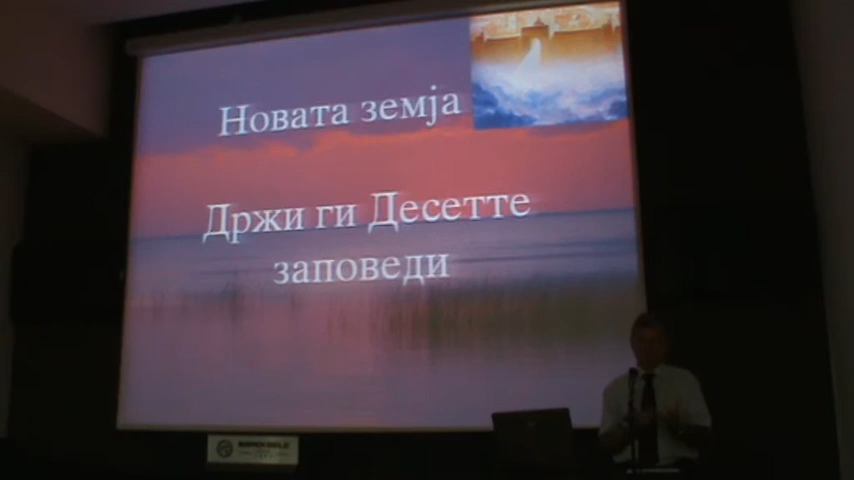 Новата земја
Држи ги Десетте
заповеди